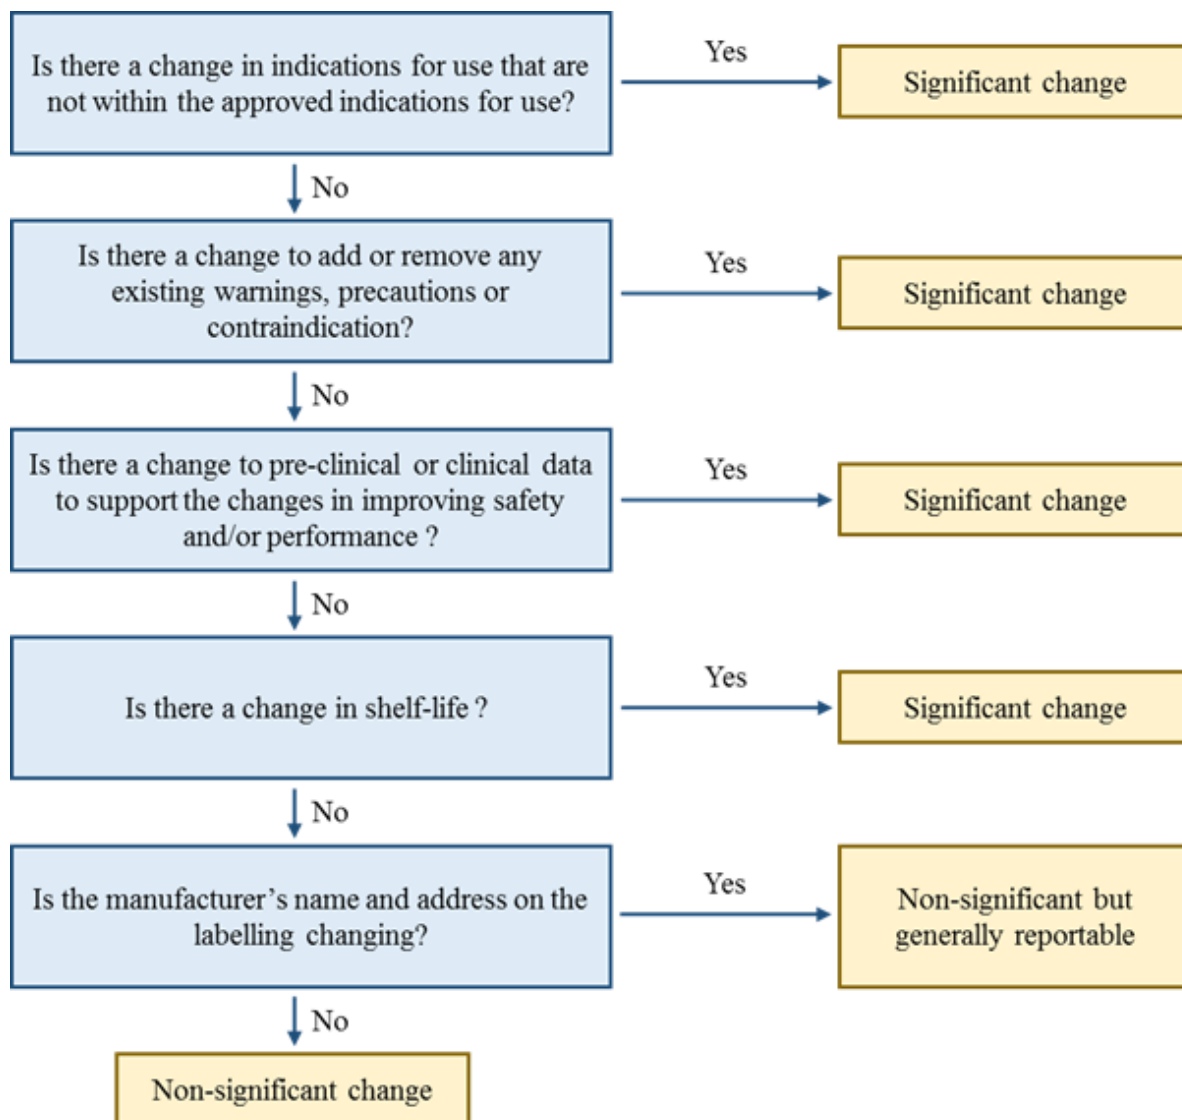 Is there a change in indications for use that are
not within the approved indications for use?
Yes
Significant change
No
Is there a change to add or remove any
existing warnings, precautions or
contraindication?
Yes
Significant change
No
Is there a change to pre-clinical or clinical data
to support the changes in improving safety
and/or performance ?
Yes
Significant change
No
Is there a change in shelf-life ?
Yes
Significant change
No
Is the manufacturer’s name and address on the
labelling changing?
Yes
Non-significant but
generally reportable
No
Non-significant change